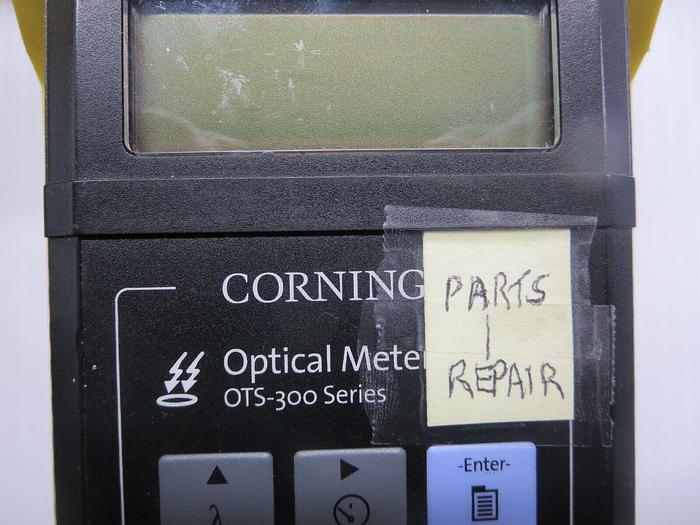 CORNING
PARTS
|
REPAIR
Optical Meter
OTS-300 Series
-Enter-
λ